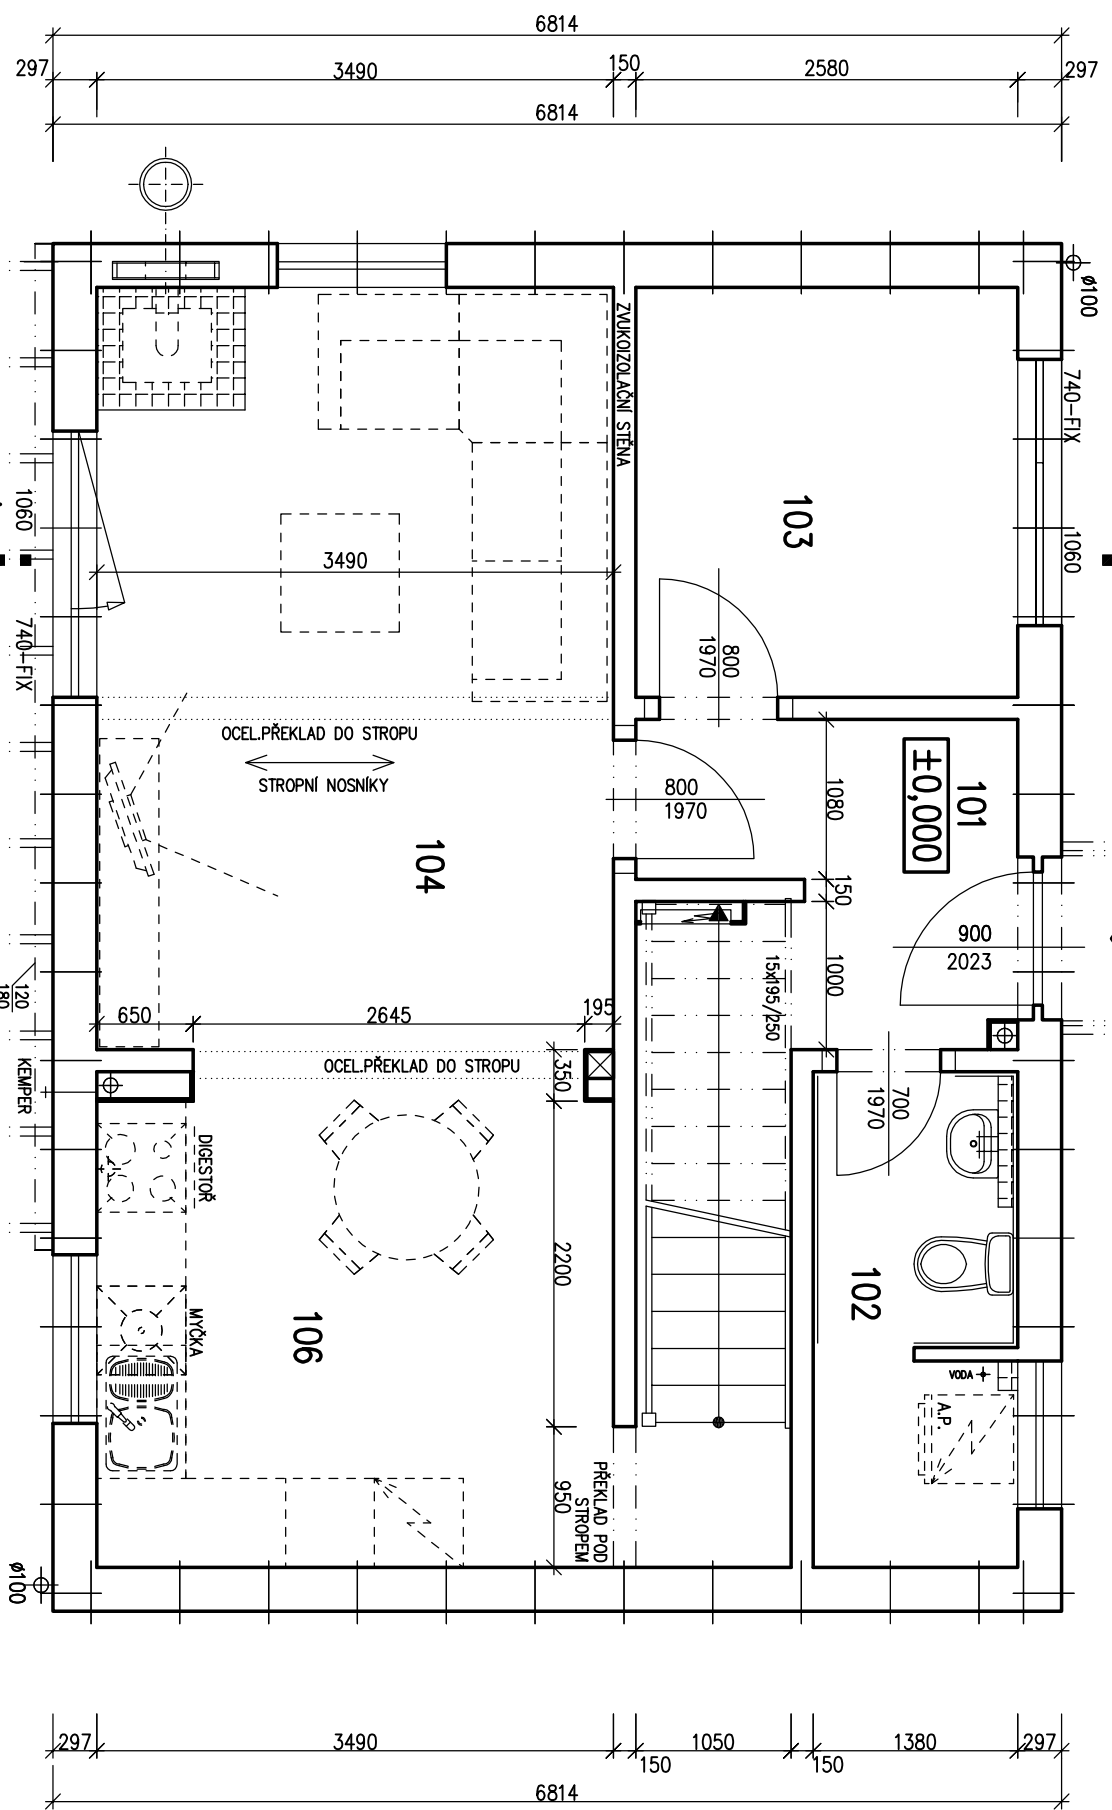 6814
297
3490
150
2580
297
6814
ø100
740-FIX
1060
ZVUKOIZOLAČNÍ STĚNA
103
1060
740-FIX
3490
800
1970
OCEL.PŘEKLAD DO STROPU
STROPNÍ NOSNÍKY
800
1970
101
±0,000
1080
150
1000
104
900
2023
15x195/250
120
180
650
2645
195
OCEL.PŘEKLAD DO STROPU
350
700
1970
KEMPER
DIGESTOŘ
2200
102
MYČKA
106
VODA
A.P.
950
PŘEKLAD POD
STROPEM
ø100
297
3490
150
1050
150
1380
297
6814